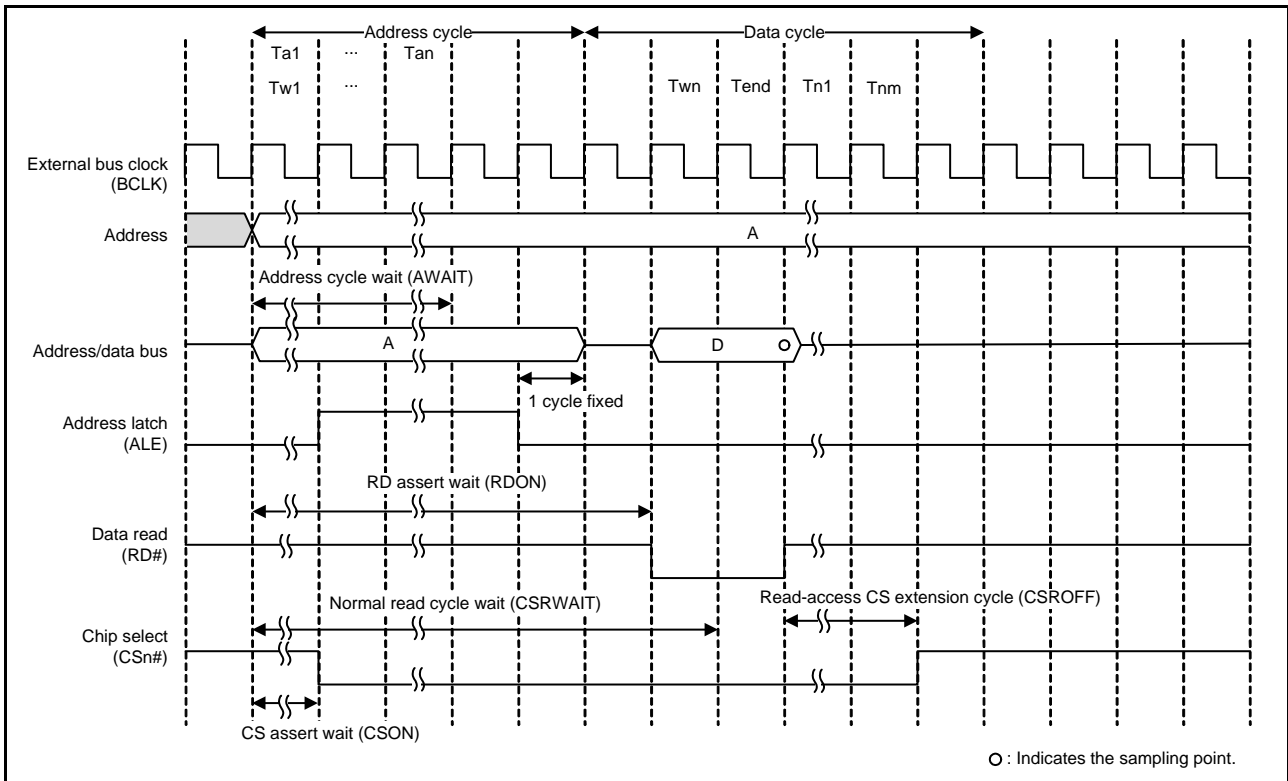 Address cycle
Data cycle
Ta1 ... Tan
Tw1 ... Twn Tend Tn1 Tnm
External bus clock
(BCLK)
Address
A
Address cycle wait (AWAIT)
Address/data bus
A
D
1 cycle fixed
Address latch
(ALE)
RD assert wait (RDON)
Data read
(RD#)
Normal read cycle wait (CSRWAIT)
Read-access CS extension cycle (CSROFF)
Chip select
(CSn#)
CS assert wait (CSON)
: Indicates the sampling point.